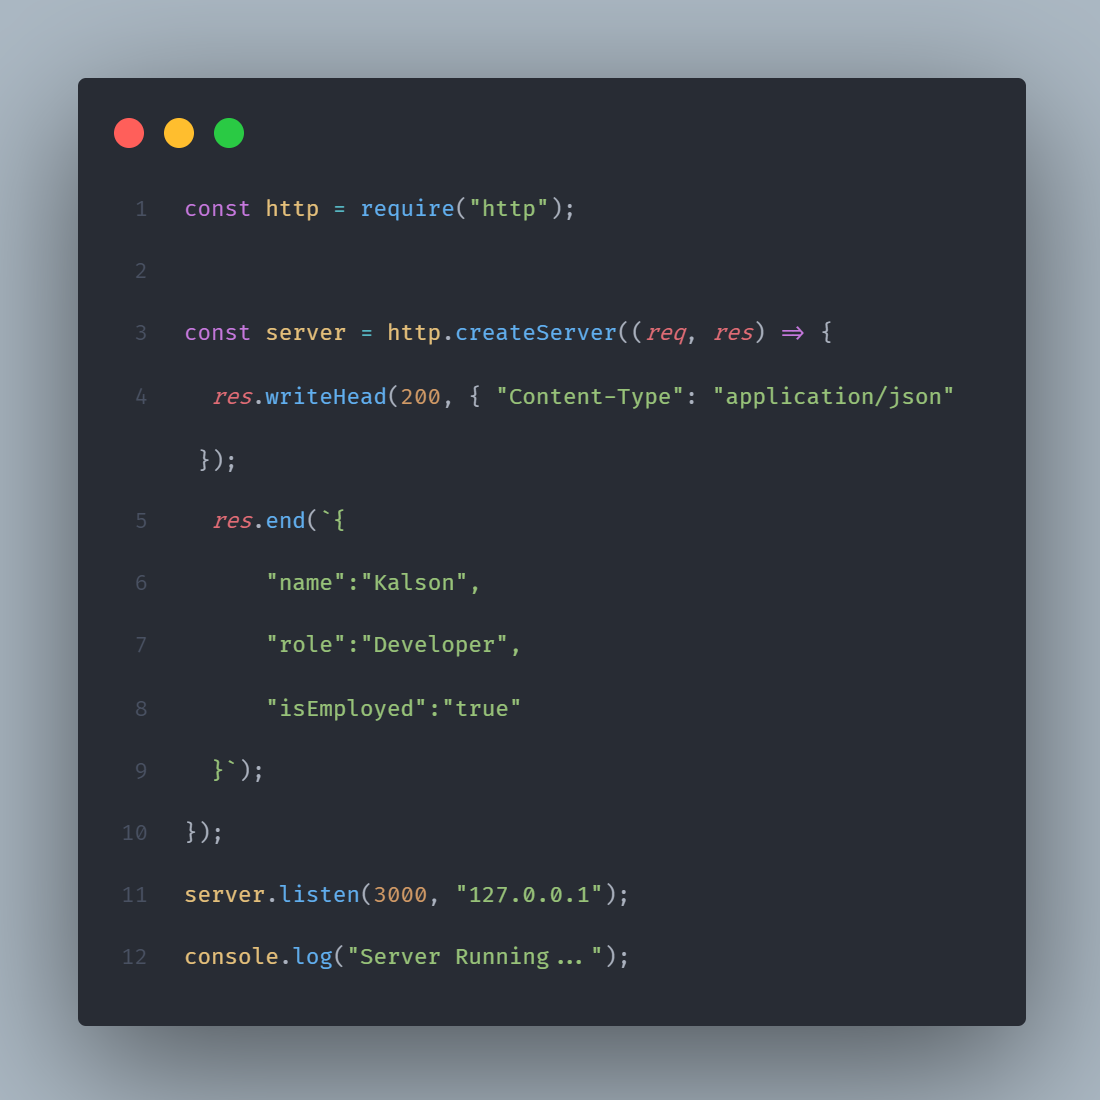 1 const http = require("http");
2
3 const server = http.createServer((req, res) => {
4   res.writeHead(200, { "Content-Type": "application/json"
 });
5   res.end(`{
6       "name":"Kalson",
7       "role":"Developer",
8       "isEmployed":"true"
9   }`);
10 });
11 server.listen(3000, "127.0.0.1");
12 console.log("Server Running...");